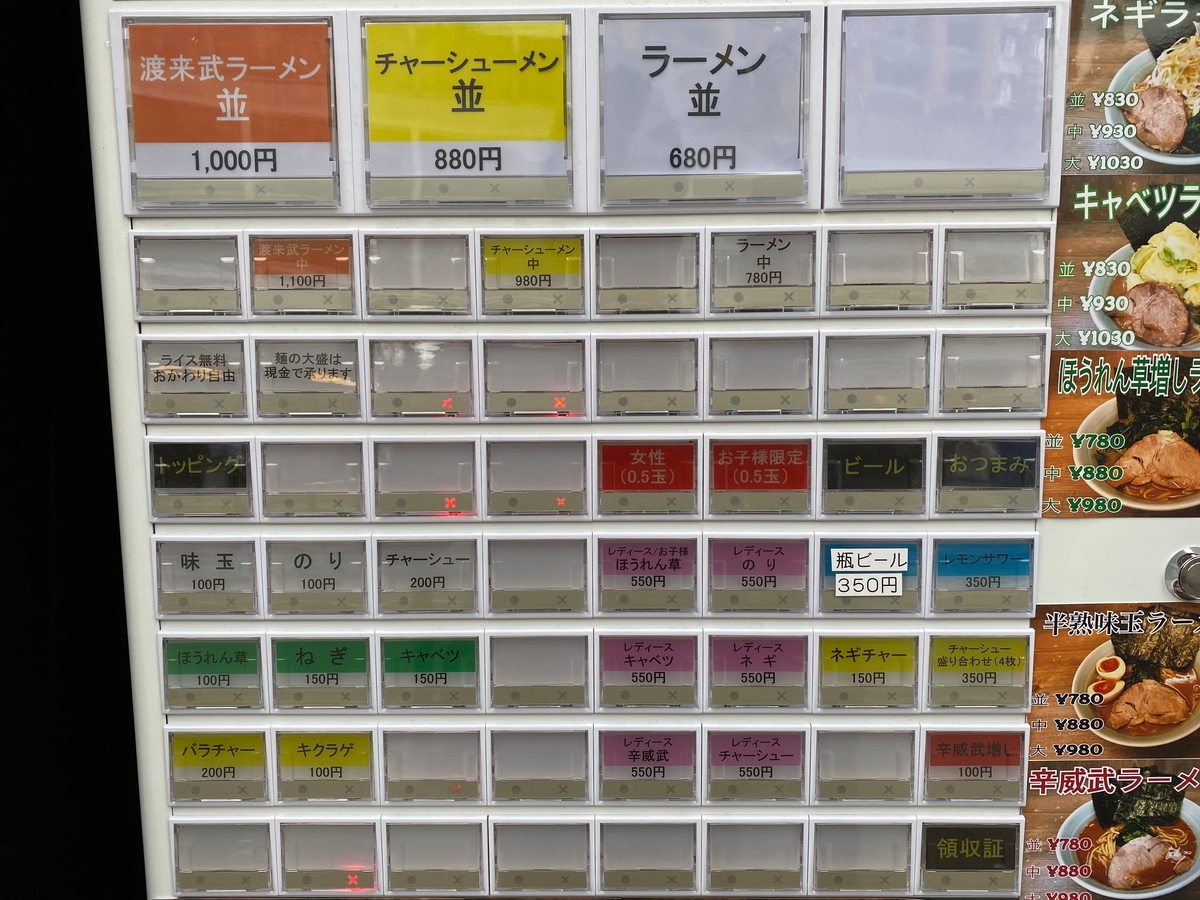 渡来武ラーメン
並
1,000円
チャーシューメン
並
880円
ラーメン
並
680円
渡来武ラーメン
中
1,100円
チャーシューメン
中
980円
ラーメン
中
780円
ライス無料
おかわり自由
麺の大盛は
現金で承ります
トッピング
女性
(0.5玉)
お子様限定
(0.5玉)
ビール
おつまみ
味玉
100円
のり
100円
チャーシュー
200円
レディース/お子様
ほうれん草
550円
レディース
のり
550円
瓶ビール
350円
レモンサワー
350円
ほうれん草
100円
ねぎ
150円
キャベツ
150円
レディース
キャベツ
550円
レディース
ネギ
550円
ネギチャー
150円
チャーシュー
盛り合わせ(4枚)
350円
バラチャー
200円
キクラゲ
100円
レディース
辛威武
550円
レディース
チャーシュー
550円
辛威武増し
100円
領収証
ネギラ
並 ¥830
中 ¥930
大 ¥1030
キャベツラ
並 ¥830
中 ¥930
大 ¥1030
ほうれん草増しラ
並 ¥780
中 ¥880
大 ¥980
半熟味玉ラー
並 ¥780
中 ¥880
大 ¥980
辛威武ラーメ
並 ¥780
中 ¥880
¥980